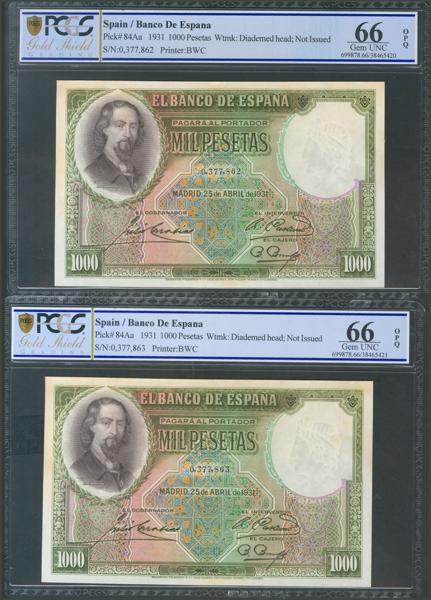 PCGS
Gold Shield
GRADING
Spain / Banco De España
Pick# 84Aa 1931 1000 Pesetas Wtmk: Diademed head; Not Issued
S/N:0,377,862 Printer:BWC
66
Gem UNC
699878.66/38465420
OPQ
EL BANCO DE ESPAÑA
PAGARÁ AL PORTADOR
MIL PESETAS
0,377,862
MADRID, 25 DE ABRIL DE 1931
EL GOBERNADOR
EL INTERVENTOR
EL CAJERO
1000
1000
PCGS
Gold Shield
GRADING
Spain / Banco De España
Pick# 84Aa 1931 1000 Pesetas Wtmk: Diademed head; Not Issued
S/N:0,377,863 Printer:BWC
66
Gem UNC
699878.66/38465421
OPQ
EL BANCO DE ESPAÑA
PAGARÁ AL PORTADOR
MIL PESETAS
0,377,863
MADRID, 25 DE ABRIL DE 1931
EL GOBERNADOR
EL INTERVENTOR
EL CAJERO
1000
1000